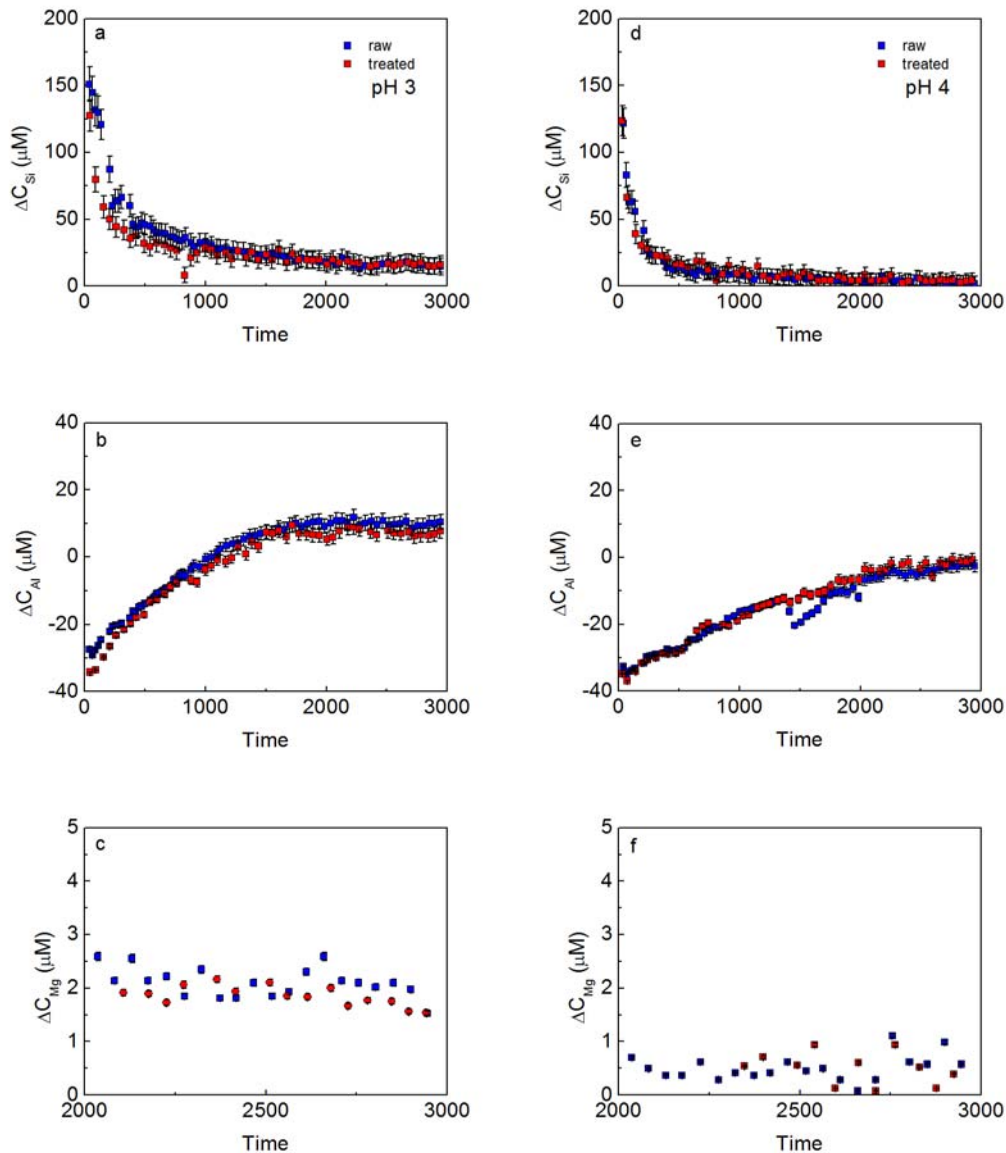 a
raw
treated
pH 3
200
150
100
50
0
ΔC_Si (μM)
0 1000 2000 3000
Time
d
raw
treated
pH 4
200
150
100
50
0
ΔC_Si (μM)
0 1000 2000 3000
Time
b
40
20
0
-20
-40
ΔC_Al (μM)
0 1000 2000 3000
Time
e
40
20
0
-20
-40
ΔC_Al (μM)
0 1000 2000 3000
Time
c
5
4
3
2
1
0
ΔC_Mg (μM)
2000 2500 3000
Time
f
5
4
3
2
1
0
ΔC_Mg (μM)
2000 2500 3000
Time